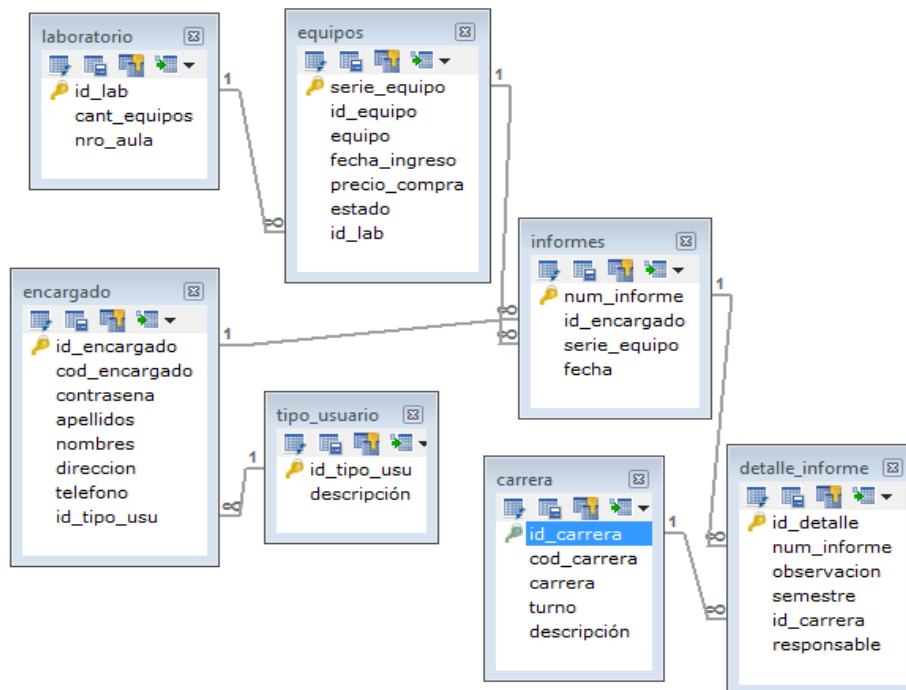 laboratorio
id_lab
cant_equipos
nro_aula
1
∞
equipos
serie_equipo
id_equipo
equipo
fecha_ingreso
precio_compra
estado
id_lab
1
∞
informes
num_informe
id_encargado
serie_equipo
fecha
1
∞
encargado
id_encargado
cod_encargado
contrasena
apellidos
nombres
direccion
telefono
id_tipo_usu
1
∞
tipo_usuario
id_tipo_usu
descripción
1
∞
carrera
id_carrera
cod_carrera
carrera
turno
descripción
1
∞
detalle_informe
id_detalle
num_informe
observacion
semestre
id_carrera
responsable